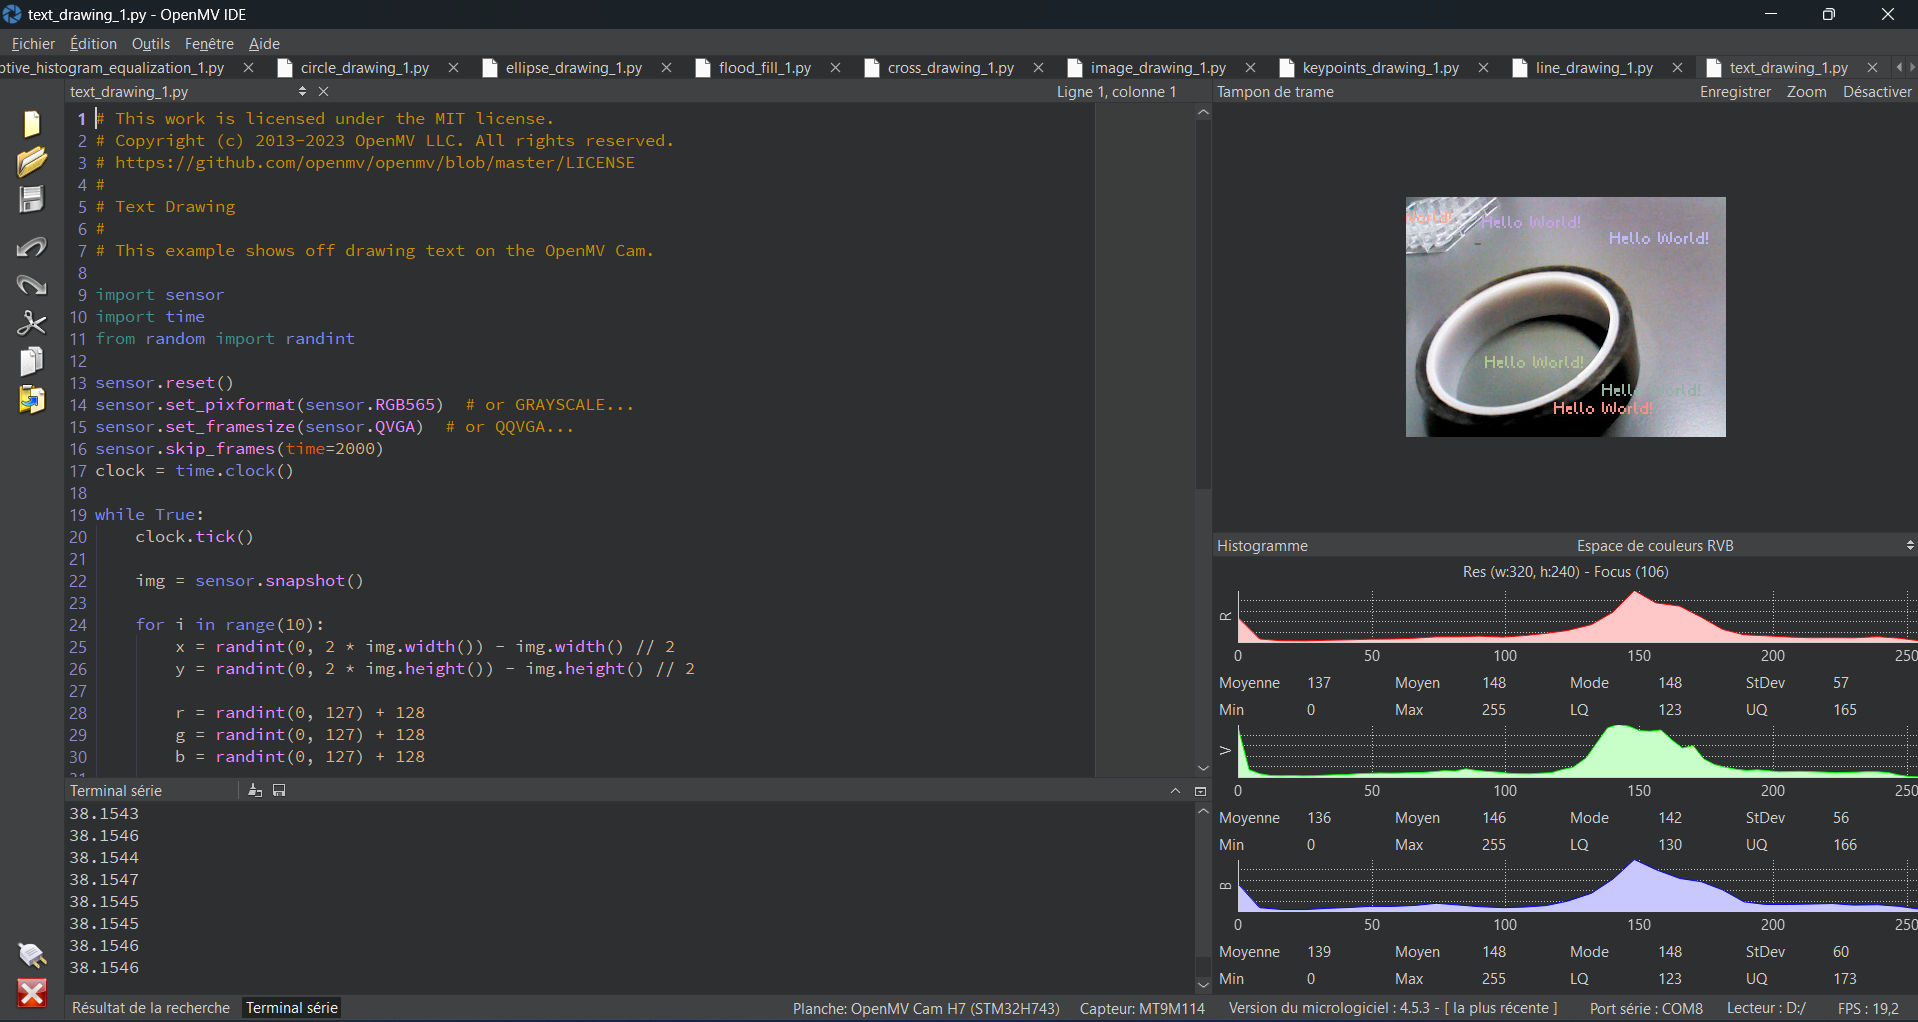 text_drawing_1.py - OpenMV IDE
Fichier Édition Outils Fenêtre Aide
ptive_histogram_equalization_1.py circle_drawing_1.py ellipse_drawing_1.py flood_fill_1.py cross_drawing_1.py image_drawing_1.py keypoints_drawing_1.py line_drawing_1.py text_drawing_1.py
text_drawing_1.py Ligne 1, colonne 1 Tampon de trame Enregistrer Zoom Désactiver
1 # This work is licensed under the MIT license.
2 # Copyright (c) 2013-2023 OpenMV LLC. All rights reserved.
3 # https://github.com/openmv/openmv/blob/master/LICENSE
4 #
5 # Text Drawing
6 #
7 # This example shows off drawing text on the OpenMV Cam.
8
9 import sensor
10 import time
11 from random import randint
12
13 sensor.reset()
14 sensor.set_pixformat(sensor.RGB565)  # or GRAYSCALE...
15 sensor.set_framesize(sensor.QVGA)  # or QQVGA...
16 sensor.skip_frames(time=2000)
17 clock = time.clock()
18
19 while True:
20     clock.tick()
21
22     img = sensor.snapshot()
23
24     for i in range(10):
25         x = randint(0, 2 * img.width()) - img.width() // 2
26         y = randint(0, 2 * img.height()) - img.height() // 2
27
28         r = randint(0, 127) + 128
29         g = randint(0, 127) + 128
30         b = randint(0, 127) + 128
31
World!
Hello World!
Hello World!
Hello World!
Hello World!
Hello World!
Terminal série
38.1543
38.1546
38.1544
38.1547
38.1545
38.1545
38.1546
38.1546
Histogramme Espace de couleurs RVB
Res (w:320, h:240) - Focus (106)
R
0 50 100 150 200 250
Moyenne 137 Moyen 148 Mode 148 StDev 57
Min 0 Max 255 LQ 123 UQ 165
V
0 50 100 150 200 250
Moyenne 136 Moyen 146 Mode 142 StDev 56
Min 0 Max 255 LQ 130 UQ 166
B
0 50 100 150 200 250
Moyenne 139 Moyen 148 Mode 148 StDev 60
Min 0 Max 255 LQ 123 UQ 173
Résultat de la recherche Terminal série Planche: OpenMV Cam H7 (STM32H743) Capteur: MT9M114 Version du micrologiciel : 4.5.3 - [ la plus récente ] Port série : COM8 Lecteur : D:/ FPS : 19,2